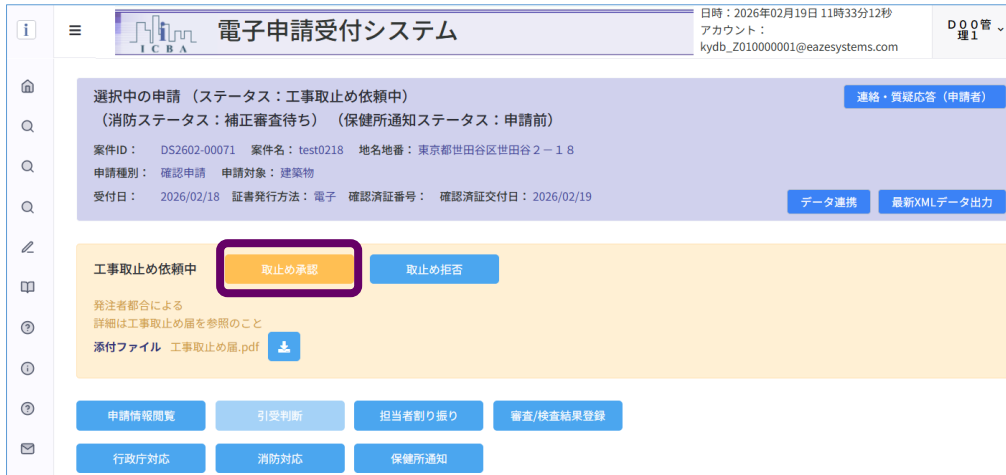 i
ICBA
電子申請受付システム
日時：2026年02月19日 11時33分12秒
アカウント：
kydb_Z010000001@eazesystems.com
D００管理1
選択中の申請 （ステータス：工事取止め依頼中）
連絡・質疑応答（申請者）
（消防ステータス：補正審査待ち）（保健所通知ステータス：申請前）
案件ID： DS2602-00071 案件名：test0218 地名地番：東京都世田谷区世田谷２－１８
申請種別： 確認申請 申請対象：建築物
受付日： 2026/02/18 証書発行方法：電子 確認済証番号： 確認済証交付日：2026/02/19
データ連携 最新XMLデータ出力
工事取止め依頼中 取止め承認 取止め拒否
発注者都合による
詳細は工事取止め届を参照のこと
添付ファイル 工事取止め届.pdf
申請情報閲覧 引受判断 担当者割り振り 審査/検査結果登録
行政庁対応 消防対応 保健所通知